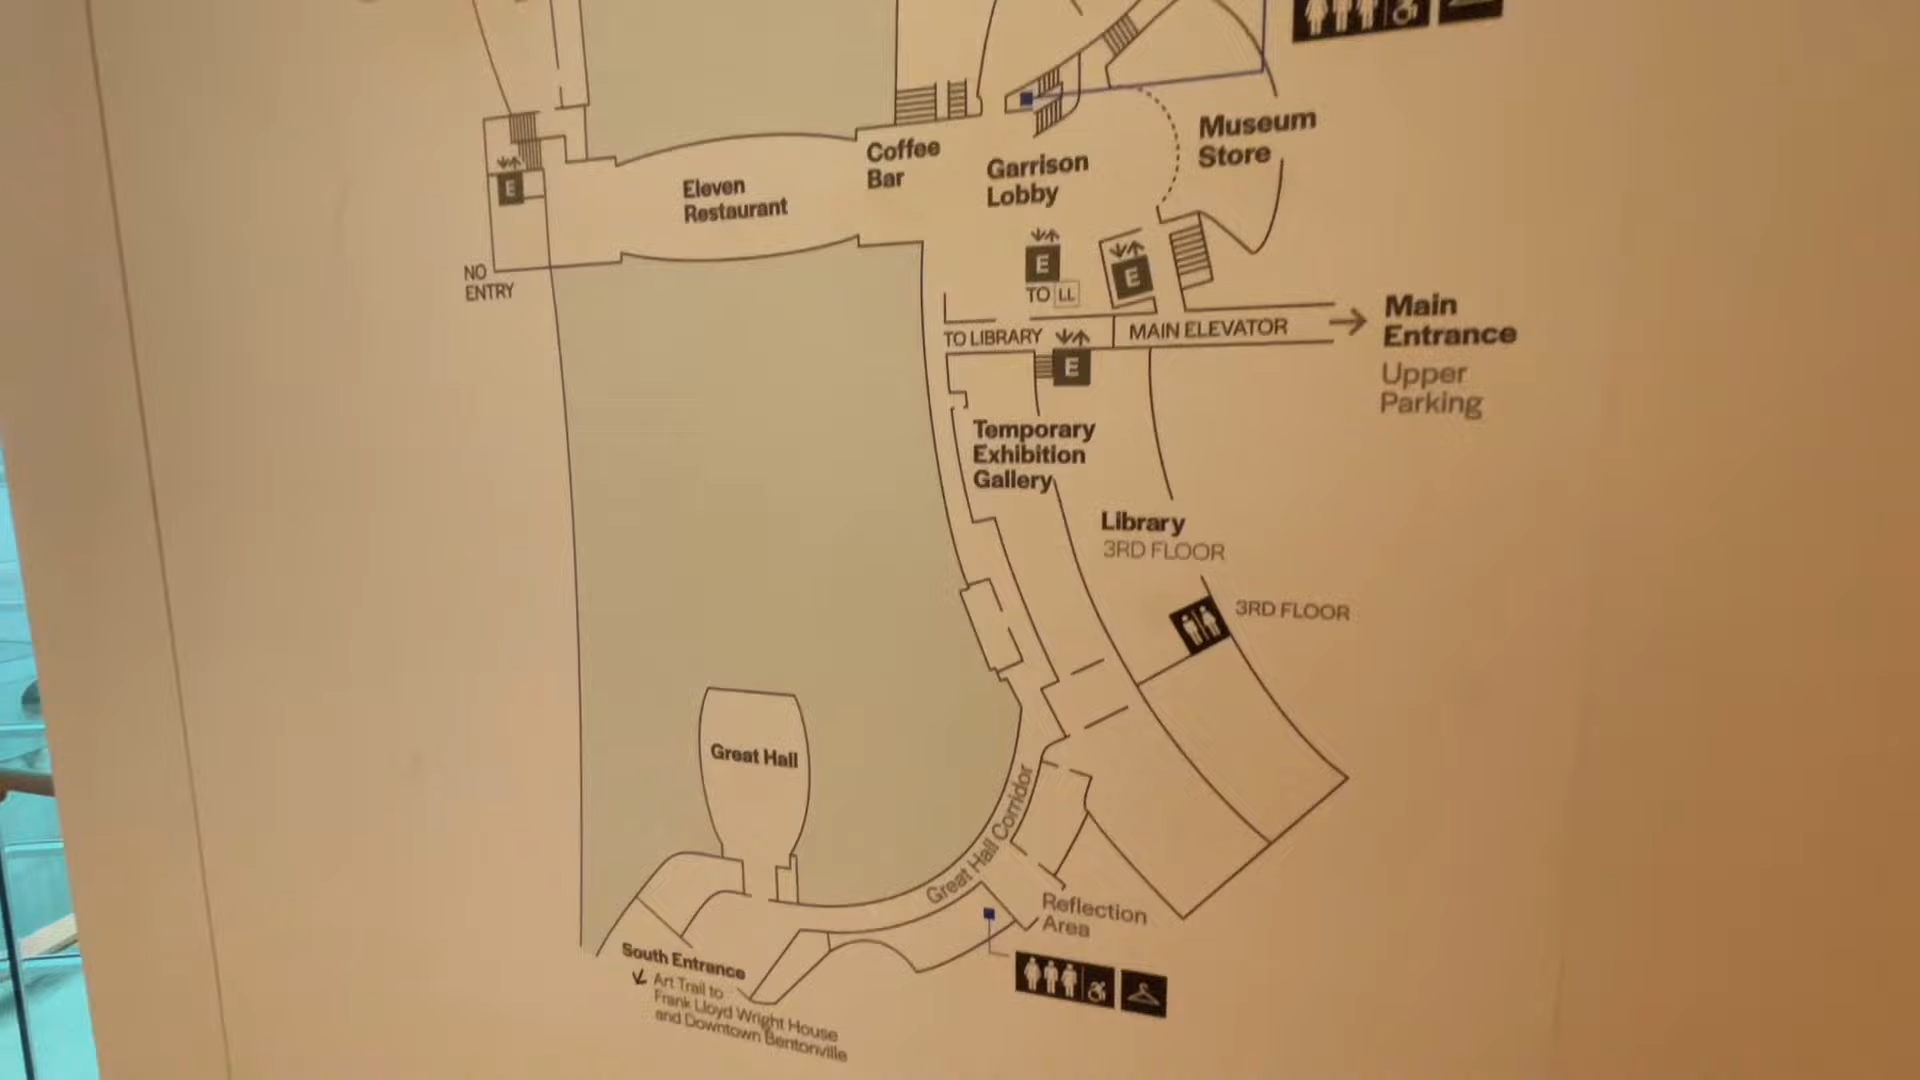 Museum
Store
Coffee
Bar
Garrison
Lobby
Eleven
Restaurant
E
NO
ENTRY
E
TO LL
E
Main
Entrance
Upper
Parking
TO LIBRARY
MAIN ELEVATOR
E
Temporary
Exhibition
Gallery
Library
3RD FLOOR
3RD FLOOR
Great Hall
Great Hall Corridor
Reflection
Area
South Entrance
Art Trail to
Frank Lloyd Wright House
and Downtown Bentonville